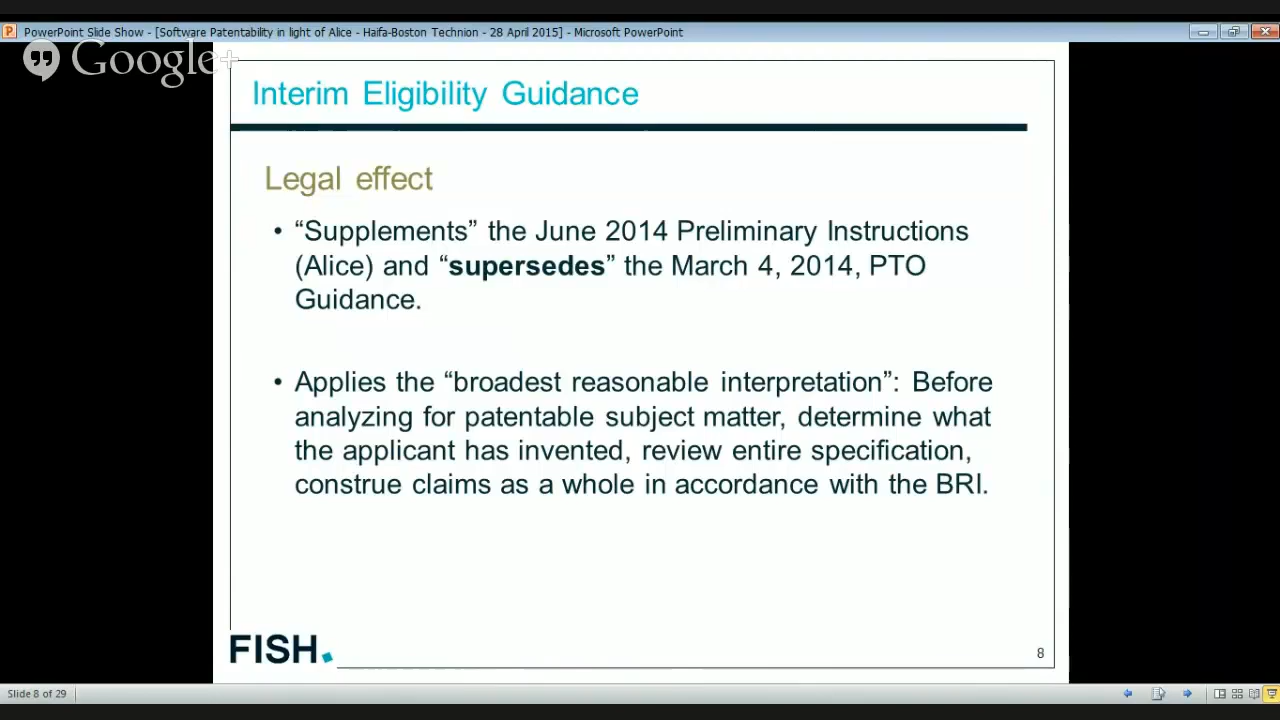 PowerPoint Slide Show - [Software Patentability in light of Alice - Haifa-Boston Technion - 28 April 2015] - Microsoft PowerPoint
Google+
Interim Eligibility Guidance
Legal effect
• “Supplements” the June 2014 Preliminary Instructions
(Alice) and “supersedes” the March 4, 2014, PTO
Guidance.
• Applies the “broadest reasonable interpretation”: Before
analyzing for patentable subject matter, determine what
the applicant has invented, review entire specification,
construe claims as a whole in accordance with the BRI.
FISH.
8
Slide 8 of 29